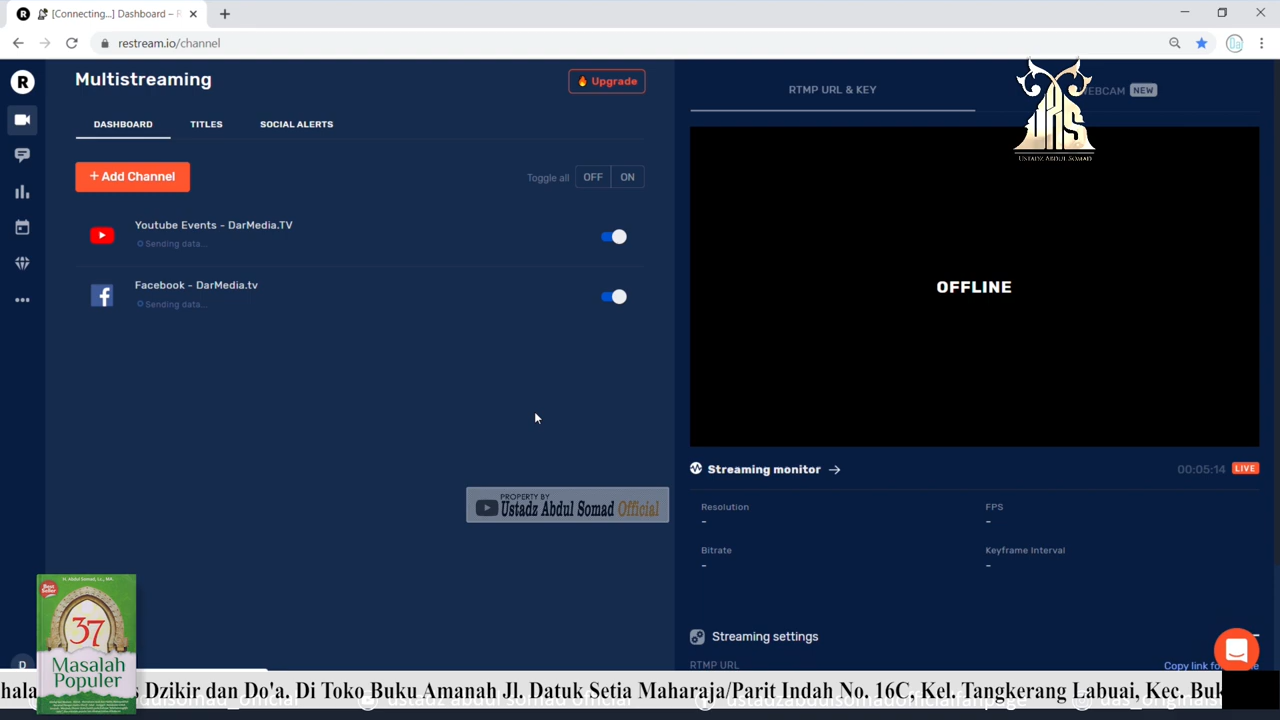 [Connecting...] Dashboard –
restream.io/channel
Multistreaming
Upgrade
DASHBOARD
TITLES
SOCIAL ALERTS
+ Add Channel
Toggle all
OFF
ON
Youtube Events - DarMedia.TV
Sending data...
Facebook - DarMedia.tv
Sending data...
RTMP URL & KEY
NEW
UAS
USTADZ ABDUL SOMAD
OFFLINE
Streaming monitor →
00:05:14
LIVE
Resolution
-
FPS
-
Bitrate
-
Keyframe Interval
-
PROPERTY BY
Ustadz Abdul Somad Official
Streaming settings
RTMP URL
Copy link
H. Abdul Somad, Lc., MA.
Best Seller
37
Masalah
Populer
D
Dzikir dan Do'a. Di Toko Buku Amanah Jl. Datuk Setia Maharaja/Parit Indah No. 16C, Kel. Tangkerang Labuai, Kec. Buk